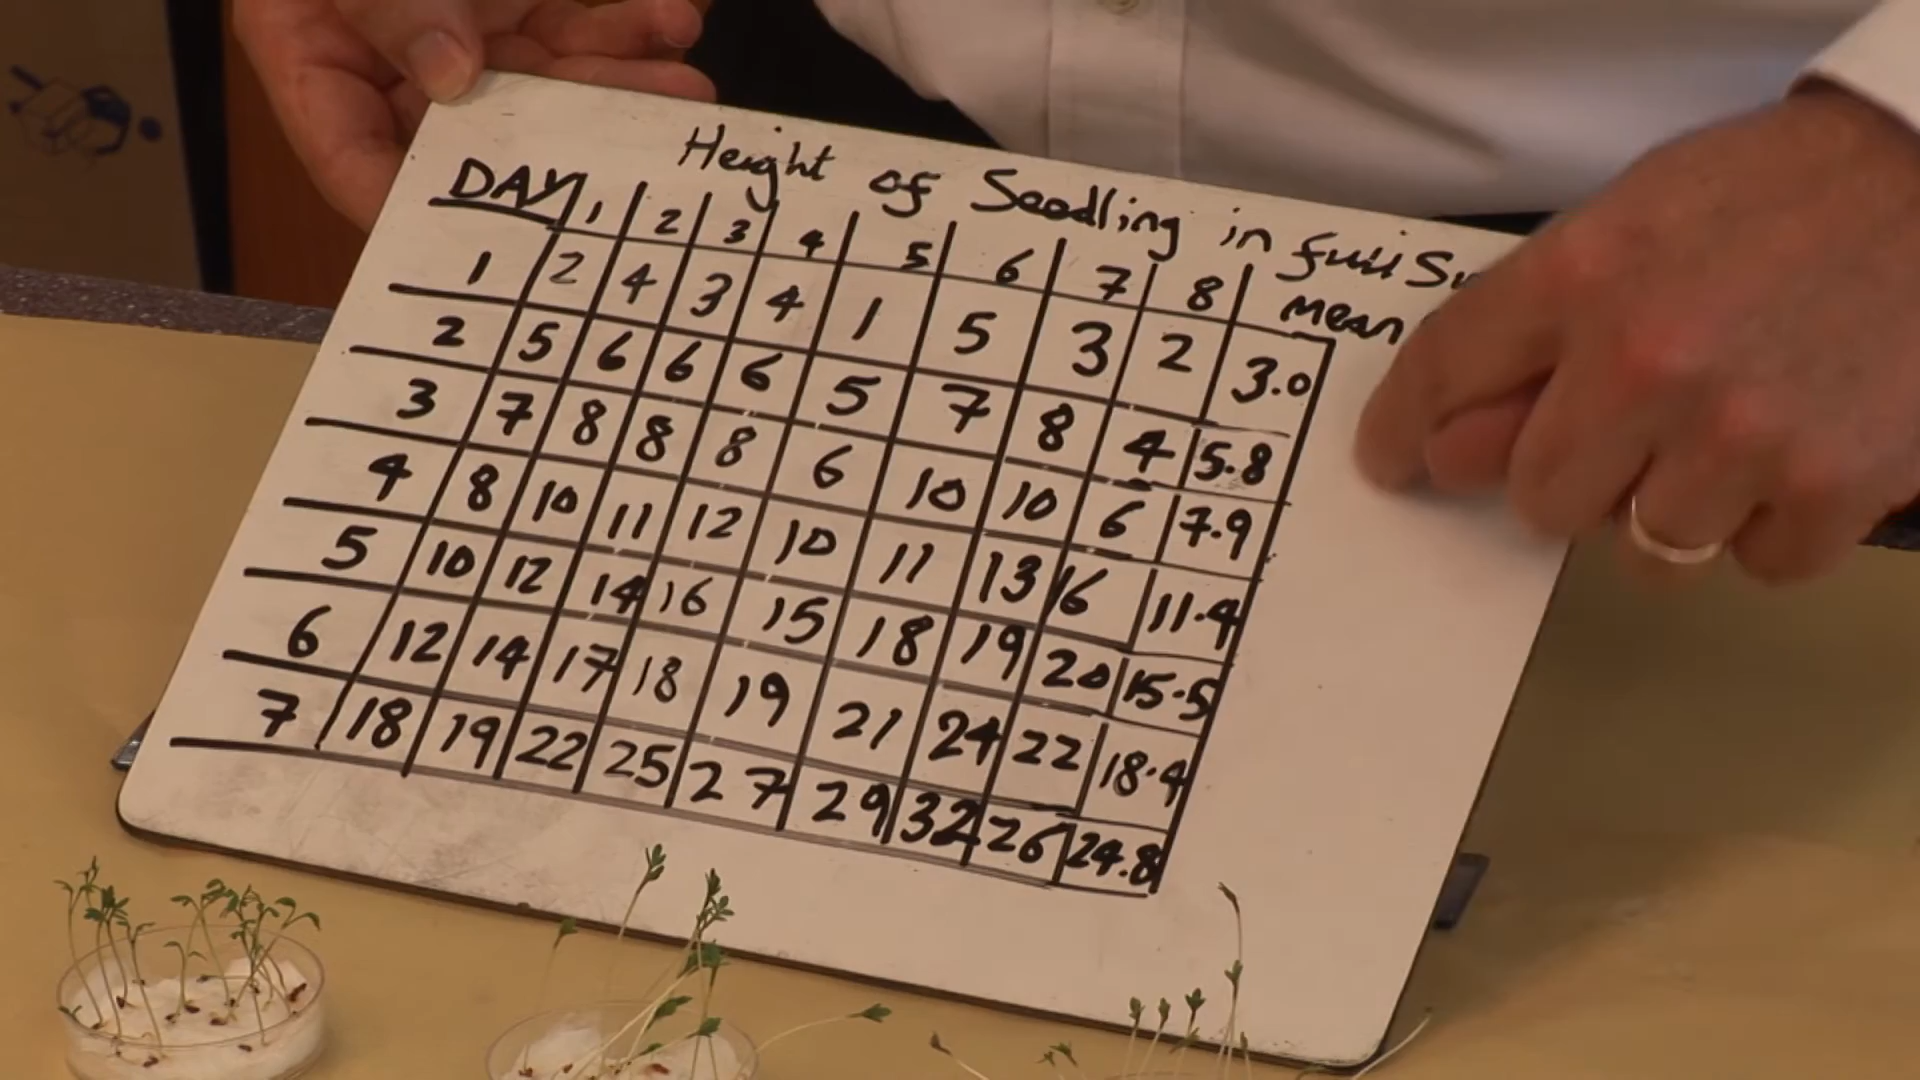 Height of Seedling in full
DAY 1 2 3 4 5 6 7 8 mean
1 2 4 3 4 1 5 3 2 3.0
2 5 6 6 6 5 7 8 4 5.8
3 7 8 8 8 6 10 10 6 7.9
4 8 10 11 12 10 11 13 16 11.4
5 10 12 14 16 15 18 19 20 15.5
6 12 14 17 18 19 21 24 22 18.4
7 18 19 22 25 27 29 32 26 24.8